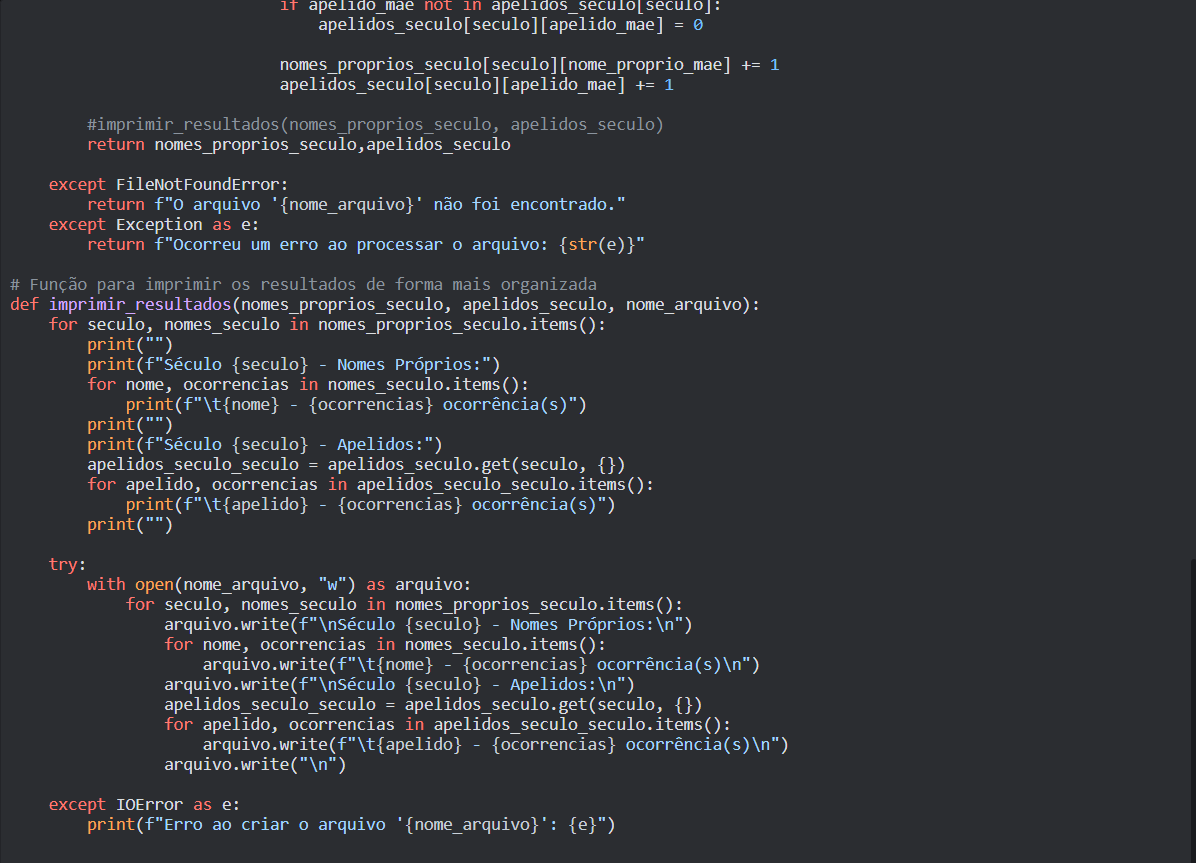 if apelido_mae not in apelidos_seculo[seculo]:
                                apelidos_seculo[seculo][apelido_mae] = 0

                            nomes_proprios_seculo[seculo][nome_proprio_mae] += 1
                            apelidos_seculo[seculo][apelido_mae] += 1

        #imprimir_resultados(nomes_proprios_seculo, apelidos_seculo)
        return nomes_proprios_seculo,apelidos_seculo

    except FileNotFoundError:
        return f"O arquivo '{nome_arquivo}' não foi encontrado."
    except Exception as e:
        return f"Ocorreu um erro ao processar o arquivo: {str(e)}"

# Função para imprimir os resultados de forma mais organizada
def imprimir_resultados(nomes_proprios_seculo, apelidos_seculo, nome_arquivo):
    for seculo, nomes_seculo in nomes_proprios_seculo.items():
        print("")
        print(f"Século {seculo} - Nomes Próprios:")
        for nome, ocorrencias in nomes_seculo.items():
            print(f"\t{nome} - {ocorrencias} ocorrência(s)")
        print("")
        print(f"Século {seculo} - Apelidos:")
        apelidos_seculo_seculo = apelidos_seculo.get(seculo, {})
        for apelido, ocorrencias in apelidos_seculo_seculo.items():
            print(f"\t{apelido} - {ocorrencias} ocorrência(s)")
        print("")

    try:
        with open(nome_arquivo, "w") as arquivo:
            for seculo, nomes_seculo in nomes_proprios_seculo.items():
                arquivo.write(f"\nSéculo {seculo} - Nomes Próprios:\n")
                for nome, ocorrencias in nomes_seculo.items():
                    arquivo.write(f"\t{nome} - {ocorrencias} ocorrência(s)\n")
                arquivo.write(f"\nSéculo {seculo} - Apelidos:\n")
                apelidos_seculo_seculo = apelidos_seculo.get(seculo, {})
                for apelido, ocorrencias in apelidos_seculo_seculo.items():
                    arquivo.write(f"\t{apelido} - {ocorrencias} ocorrência(s)\n")
                arquivo.write("\n")

    except IOError as e:
        print(f"Erro ao criar o arquivo '{nome_arquivo}': {e}")